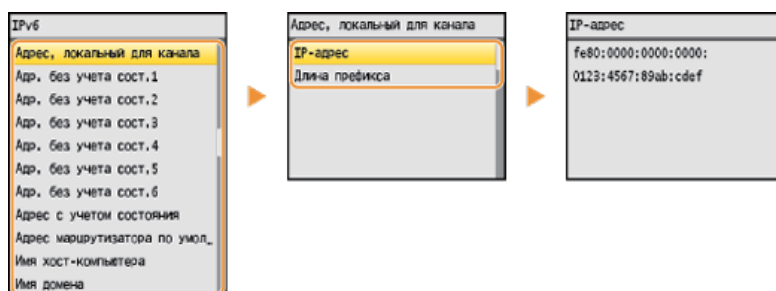 IPv6
Адрес, локальный для канала
Адр. без учета сост.1
Адр. без учета сост.2
Адр. без учета сост.3
Адр. без учета сост.4
Адр. без учета сост.5
Адр. без учета сост.6
Адрес с учетом состояния
Адрес маршрутизатора по умол…
Имя хост-компьютера
Имя домена
Адрес, локальный для канала
IP-адрес
Длина префикса
IP-адрес
fe80:0000:0000:0000:
0123:4567:89ab:cdef